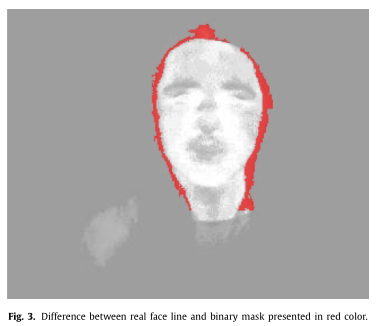 Fig. 3. Difference between real face line and binary mask presented in red color.